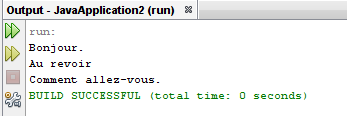 Output - JavaApplication2 (run)
run:
Bonjour.
Au revoir
Comment allez-vous.
BUILD SUCCESSFUL (total time: 0 seconds)